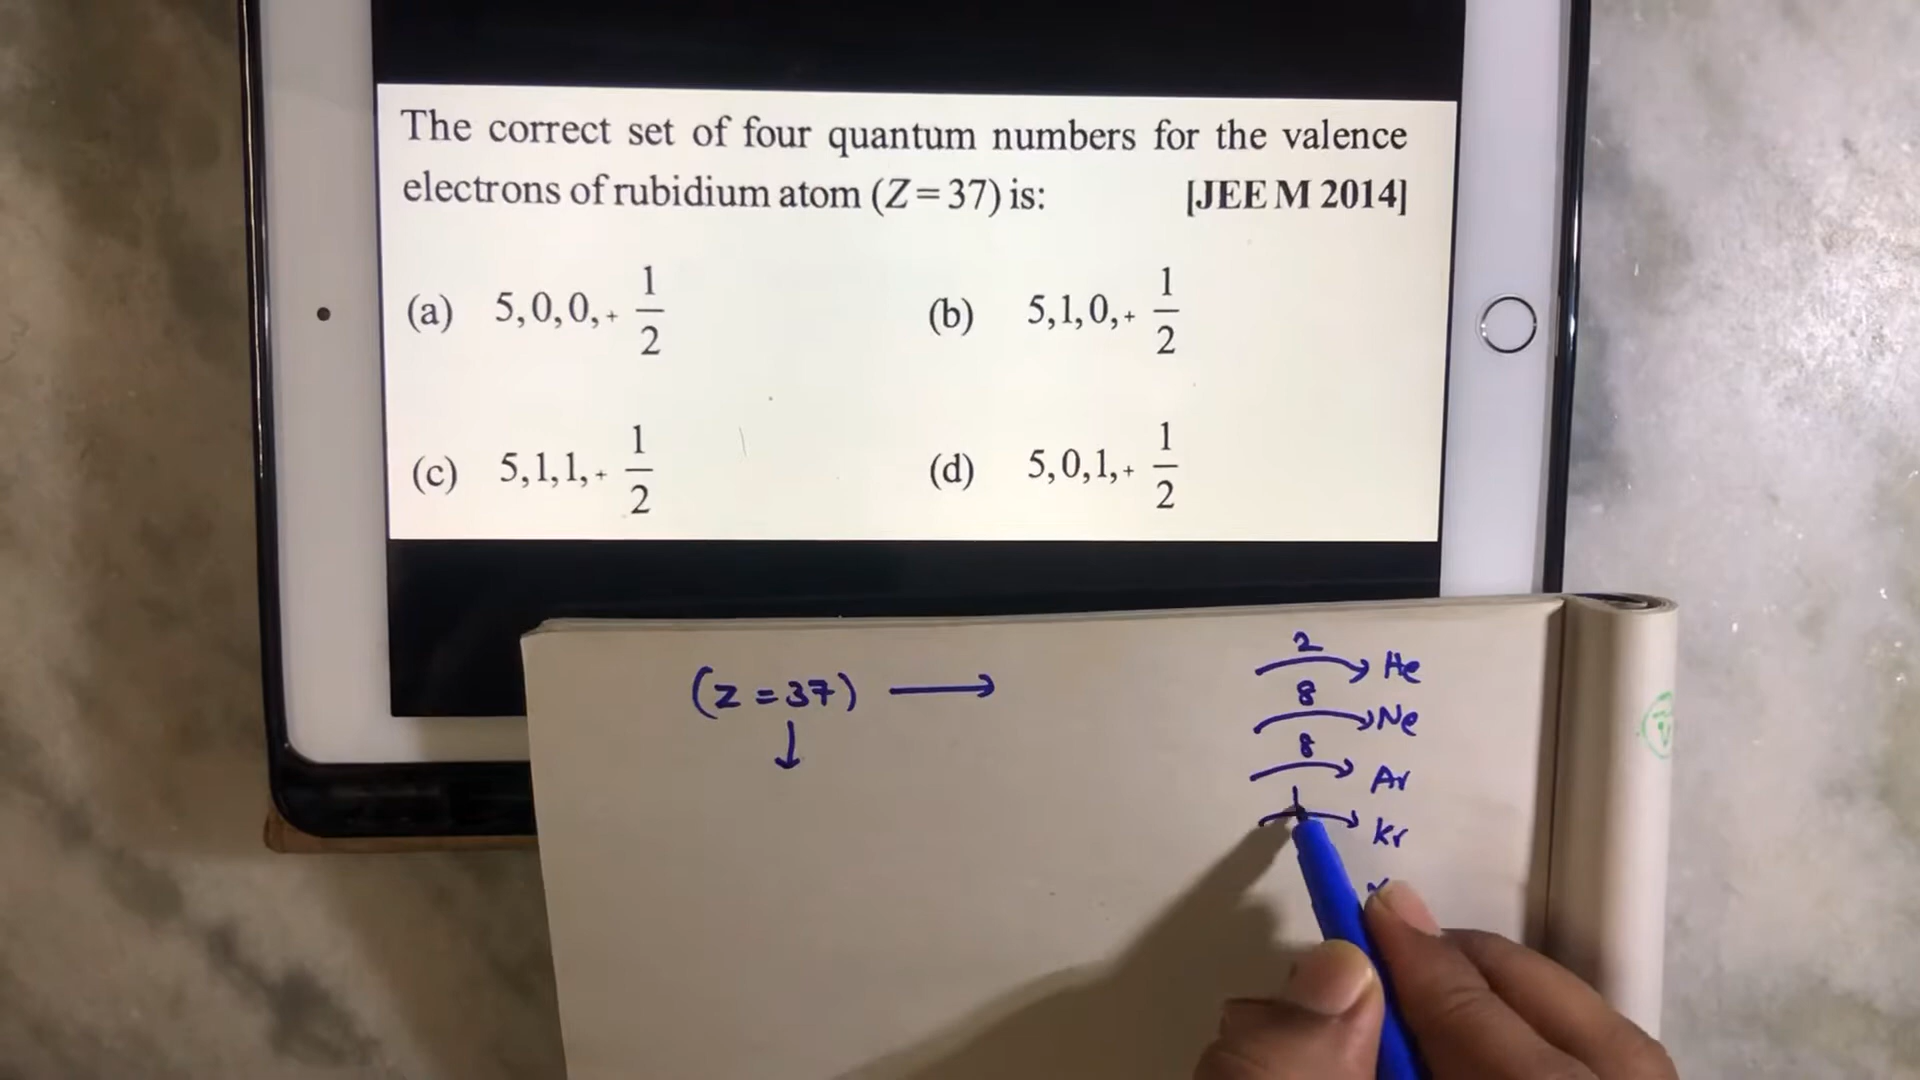 The correct set of four quantum numbers for the valence
electrons of rubidium atom (Z = 37) is: [JEE M 2014]
(a) 5,0,0,+ 1/2 (b) 5,1,0,+ 1/2
(c) 5,1,1,+ 1/2 (d) 5,0,1,+ 1/2
(Z = 37) → 2 → He
↓ 8 → Ne
8 → Ar
→ Kr